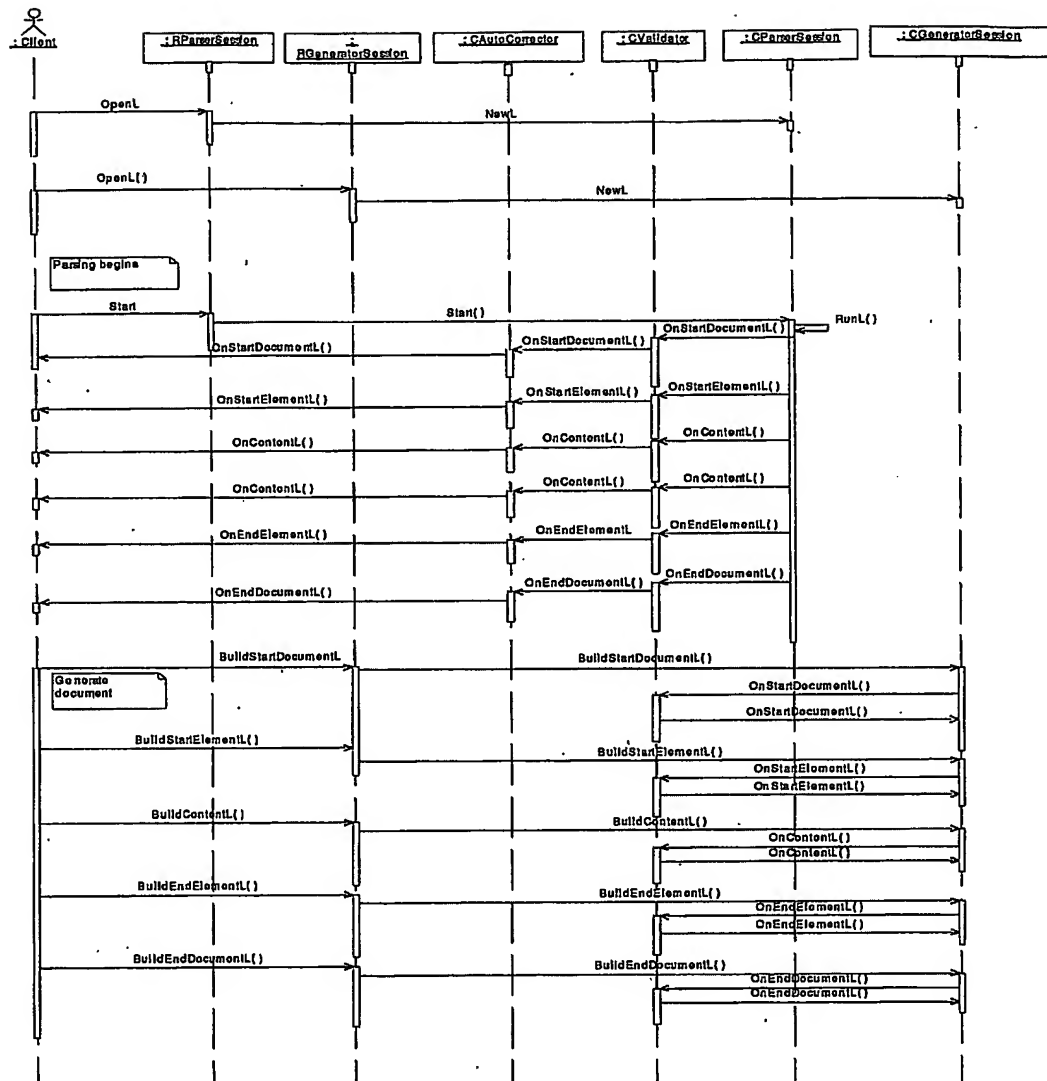 : Client
: RParserSession
:
RGeneratorSession
: CAutoCorrector
: CValidator
: CParserSession
: CGeneratorSession
OpenL
NewL
OpenL()
NewL
Parsing begins
Start
Start()
RunL()
OnStartDocumentL()
OnStartDocumentL()
OnStartDocumentL()
OnStartElementL()
OnStartElementL()
OnStartElementL()
OnContentL()
OnContentL()
OnContentL()
OnContentL()
OnContentL()
OnContentL()
OnEndElementL()
OnEndElementL
OnEndElementL()
OnEndDocumentL()
OnEndDocumentL()
OnEndDocumentL()
BuildStartDocumentL
BuildStartDocumentL()
Generate
document
OnStartDocumentL()
OnStartDocumentL()
BuildStartElementL()
BuildStartElementL()
OnStartElementL()
OnStartElementL()
BuildContentL()
BuildContentL()
OnContentL()
OnContentL()
BuildEndElementL()
BuildEndElementL()
OnEndElementL()
OnEndElementL()
BuildEndDocumentL()
BuildEndDocumentL()
OnEndDocumentL()
OnEndDocumentL()